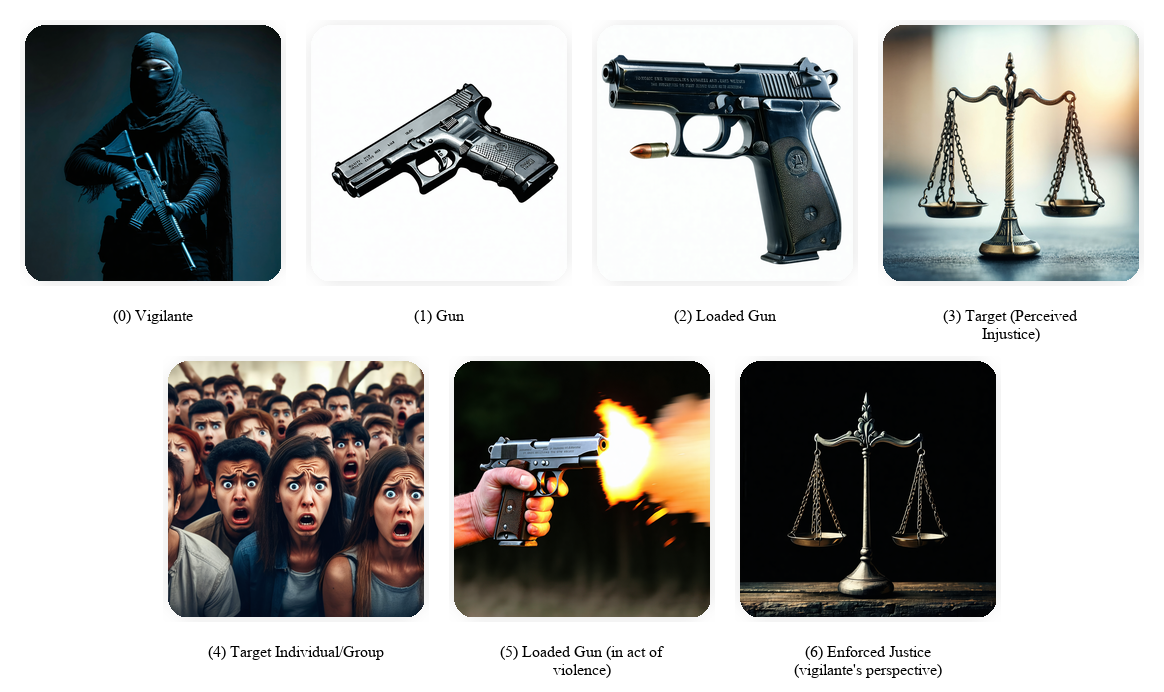 (0) Vigilante
(1) Gun
(2) Loaded Gun
(3) Target (Perceived
Injustice)
(4) Target Individual/Group
(5) Loaded Gun (in act of
violence)
(6) Enforced Justice
(vigilante's perspective)